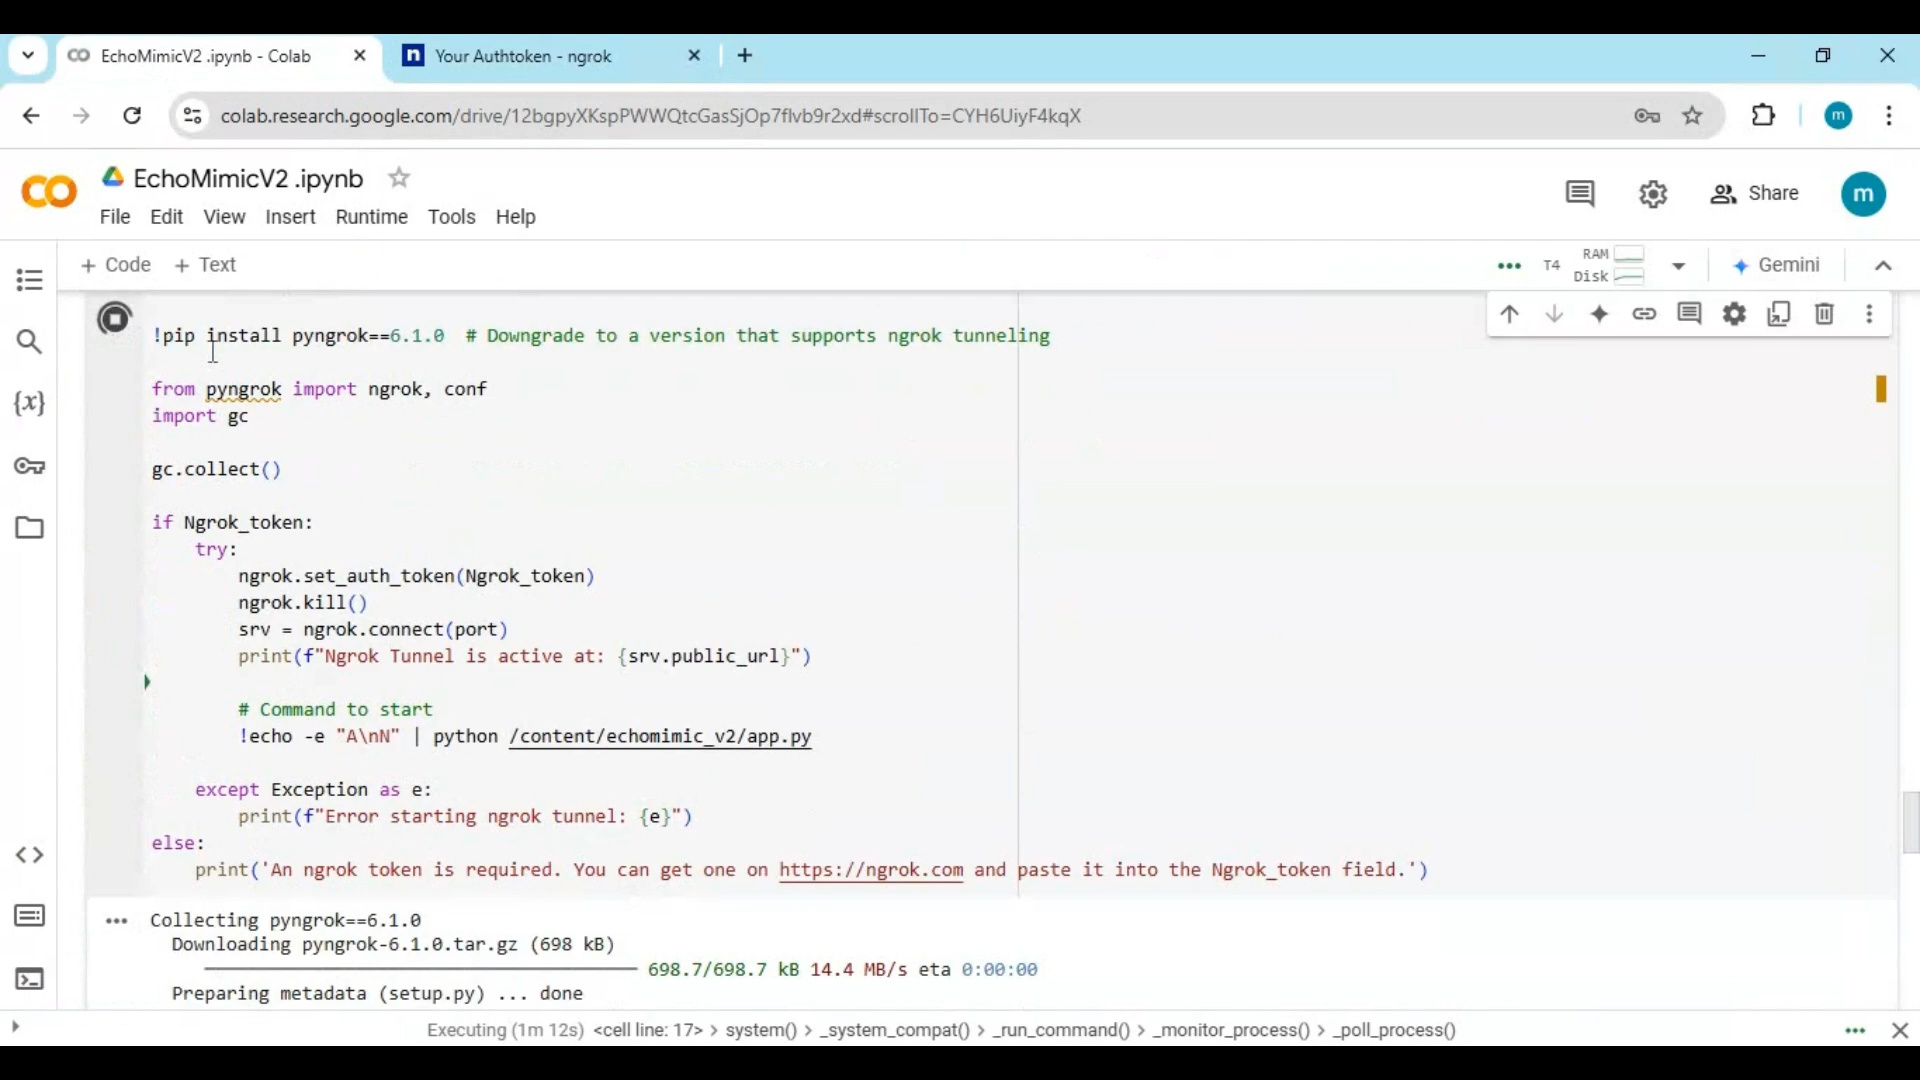 EchoMimicV2 .ipynb - Colab
Your Authtoken - ngrok
colab.research.google.com/drive/12bgpyXKspPWWQtcGasSjOp7flvb9r2xd#scrollTo=CYH6UiyF4kqX
m
EchoMimicV2 .ipynb
Share
m
File Edit View Insert Runtime Tools Help
+ Code + Text
T4
RAM
Disk
Gemini
!pip install pyngrok==6.1.0  # Downgrade to a version that supports ngrok tunneling
from pyngrok import ngrok, conf
import gc
gc.collect()
if Ngrok_token:
try:
ngrok.set_auth_token(Ngrok_token)
ngrok.kill()
srv = ngrok.connect(port)
print(f"Ngrok Tunnel is active at: {srv.public_url}")
# Command to start
!echo -e "A\nN" | python /content/echomimic_v2/app.py
except Exception as e:
print(f"Error starting ngrok tunnel: {e}")
else:
print('An ngrok token is required. You can get one on https://ngrok.com and paste it into the Ngrok_token field.')
Collecting pyngrok==6.1.0
Downloading pyngrok-6.1.0.tar.gz (698 kB)
698.7/698.7 kB 14.4 MB/s eta 0:00:00
Preparing metadata (setup.py) ... done
Executing (1m 12s) <cell line: 17> > system() > _system_compat() > _run_command() > _monitor_process() > _poll_process()